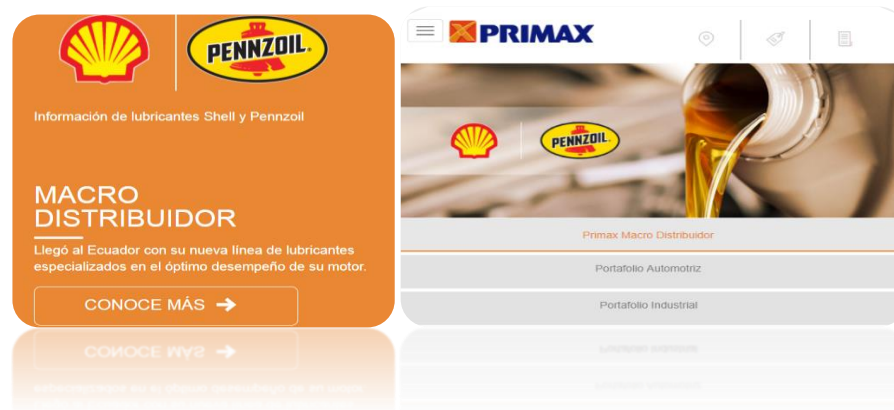 PENNZOIL.
Información de lubricantes Shell y Pennzoil
MACRO
DISTRIBUIDOR
Llegó al Ecuador con su nueva línea de lubricantes
especializados en el óptimo desempeño de su motor.
CONOCE MÁS
PRIMAX
PENNZOIL.
Primax Macro Distribuidor
Portafolio Automotriz
Portafolio Industrial